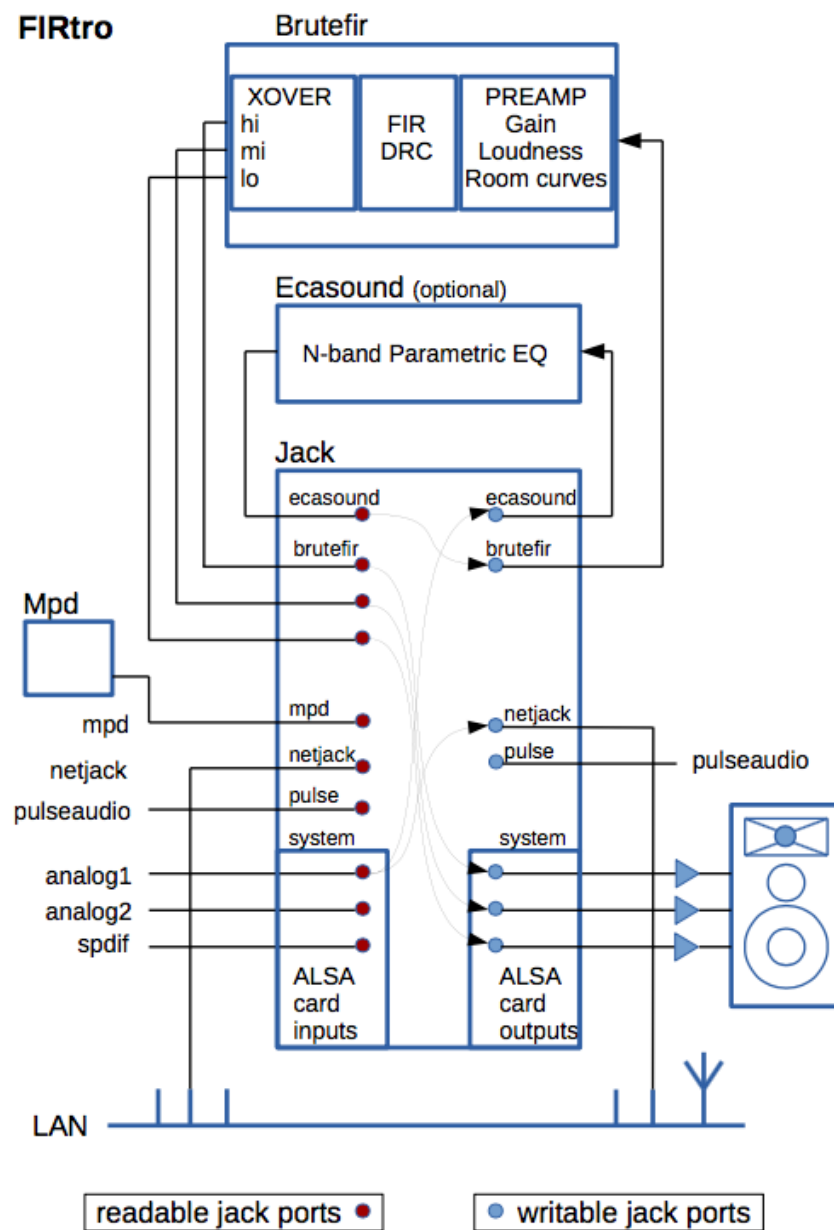 FIRtro
Brutefir
XOVER
hi
mi
lo
FIR
DRC
PREAMP
Gain
Loudness
Room curves
Ecasound (optional)
N-band Parametric EQ
Jack
ecasound
ecasound
brutefir
brutefir
Mpd
mpd
mpd
netjack
netjack
netjack
pulse
pulseaudio
pulse
pulseaudio
system
system
analog1
analog2
spdif
ALSA
card
inputs
ALSA
card
outputs
LAN
readable jack ports
writable jack ports